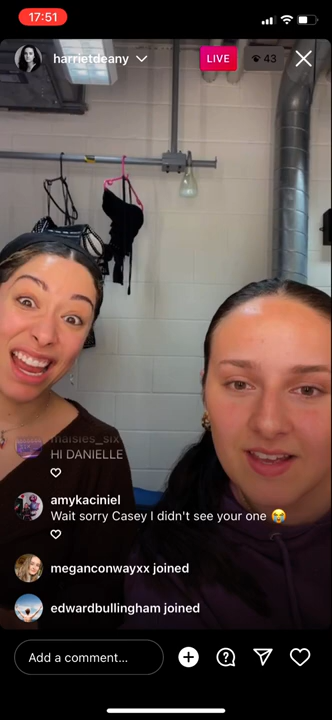 17:51
harrietdeany
LIVE
43
maisies_six
HI DANIELLE
amykaciniel
Wait sorry Casey I didn't see your one 😭
meganconwayxx joined
edwardbullingham joined
Add a comment...